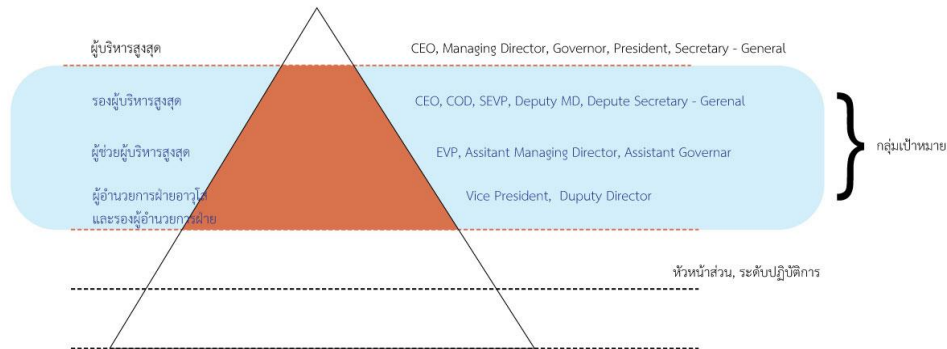 ผู้บริหารสูงสุด
CEO, Managing Director, Governor, President, Secretary - General
รองผู้บริหารสูงสุด
CEO, COD, SEVP, Deputy MD, Depute Secretary - Gerenal
ผู้ช่วยผู้บริหารสูงสุด
EVP, Assitant Managing Director, Assistant Governar
กลุ่มเป้าหมาย
ผู้อำนวยการฝ่ายอาวุโส
และรองผู้อำนวยการฝ่าย
Vice President, Duputy Director
หัวหน้าส่วน, ระดับปฏิบัติการ